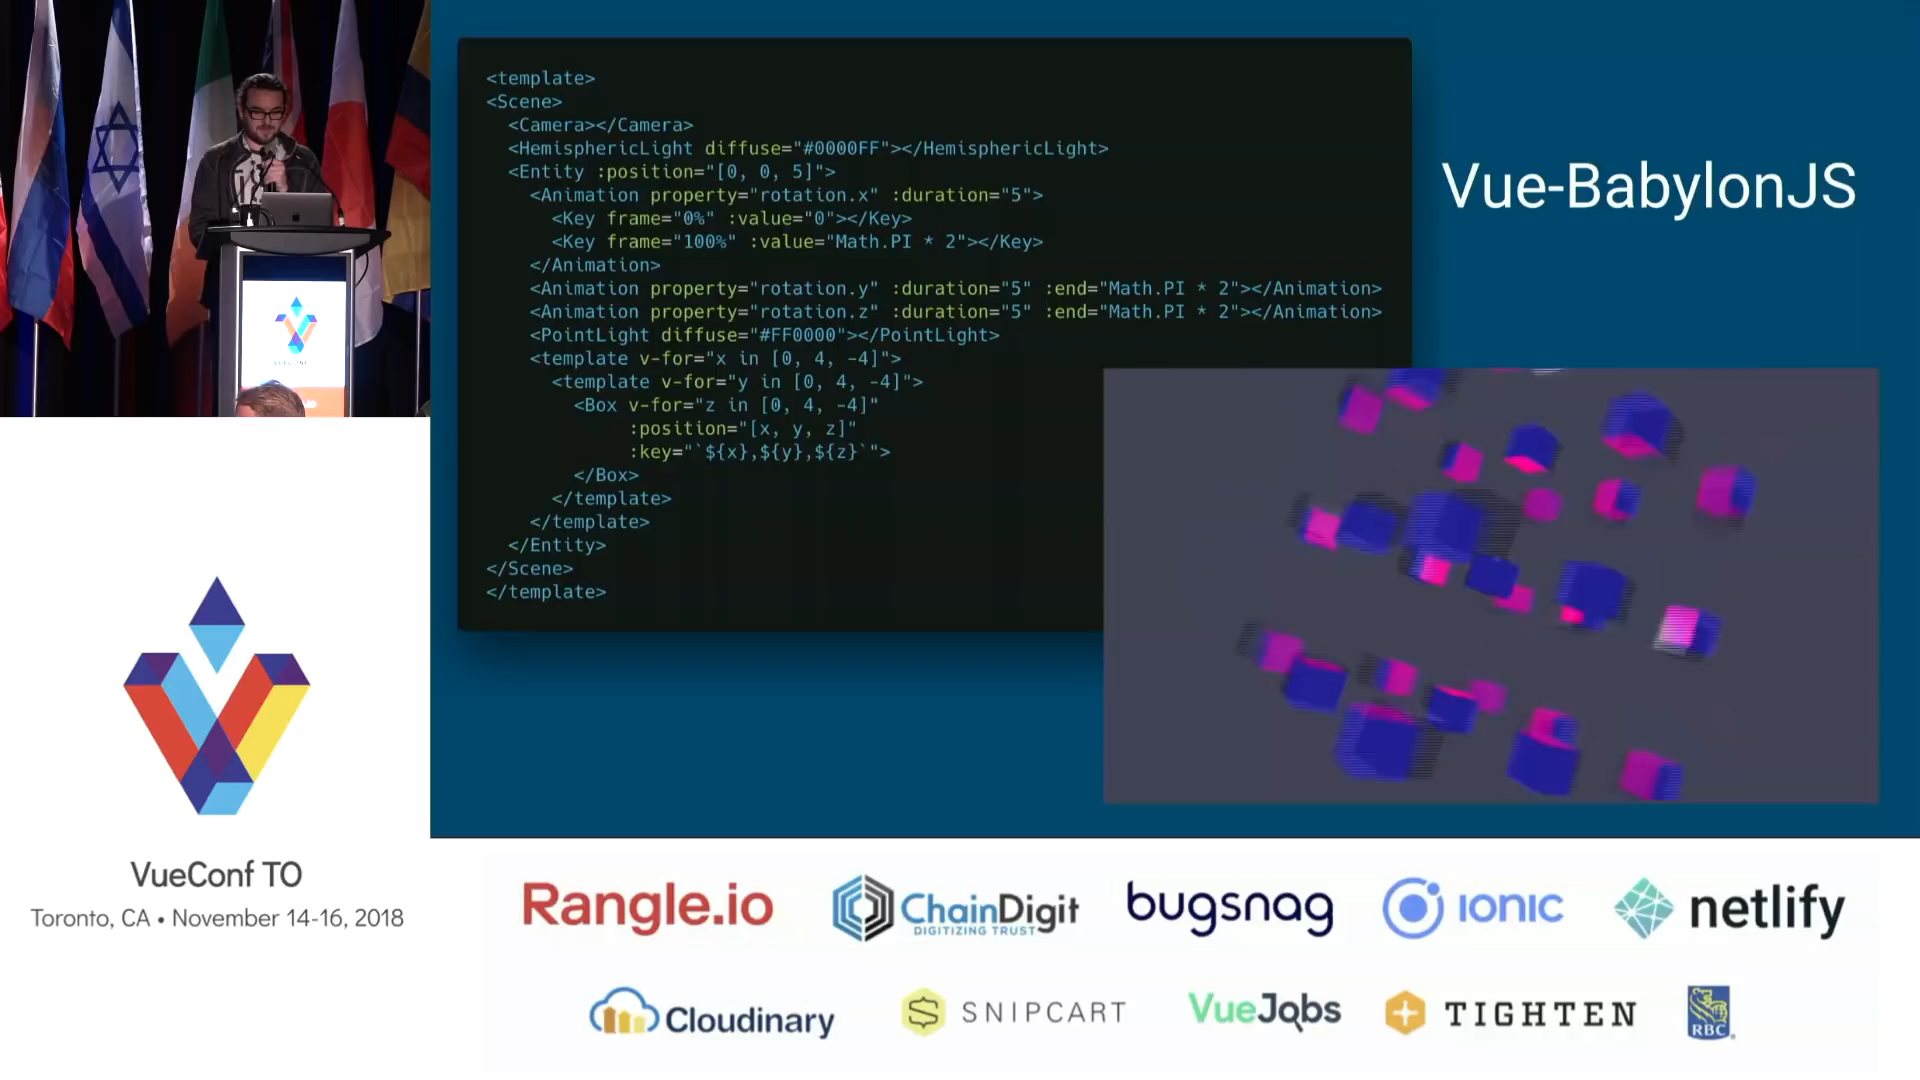 <template>
<Scene>
  <Camera></Camera>
  <HemisphericLight diffuse="#0000FF"></HemisphericLight>
  <Entity :position="[0, 0, 5]">
    <Animation property="rotation.x" :duration="5">
      <Key frame="0%" :value="0"></Key>
      <Key frame="100%" :value="Math.PI * 2"></Key>
    </Animation>
    <Animation property="rotation.y" :duration="5" :end="Math.PI * 2"></Animation>
    <Animation property="rotation.z" :duration="5" :end="Math.PI * 2"></Animation>
    <PointLight diffuse="#FF0000"></PointLight>
    <template v-for="x in [0, 4, -4]">
      <template v-for="y in [0, 4, -4]">
        <Box v-for="z in [0, 4, -4]"
             :position="[x, y, z]"
             :key="`${x},${y},${z}`">
        </Box>
      </template>
    </template>
  </Entity>
</Scene>
</template>
Vue-BabylonJS
VueConf TO
Toronto, CA • November 14-16, 2018
Rangle.io
ChainDigit
DIGITIZING TRUST
bugsnag
ionic
netlify
Cloudinary
SNIPCART
VueJobs
TIGHTEN
RBC